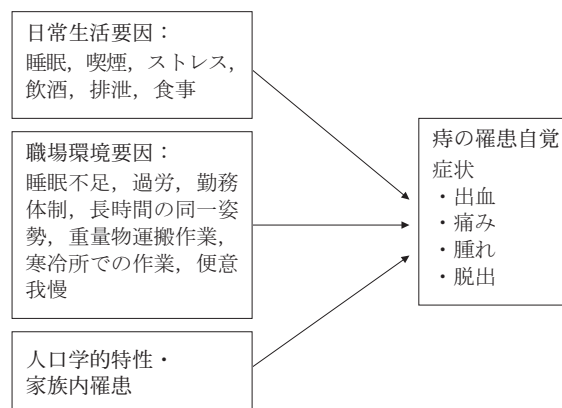 日常生活要因：
睡眠，喫煙，ストレス，
飲酒，排泄，食事
職場環境要因：
睡眠不足，過労，勤務
体制，長時間の同一姿
勢，重量物運搬作業，
寒冷所での作業，便意
我慢
人口学的特性・
家族内罹患
痔の罹患自覚
症状
・出血
・痛み
・腫れ
・脱出